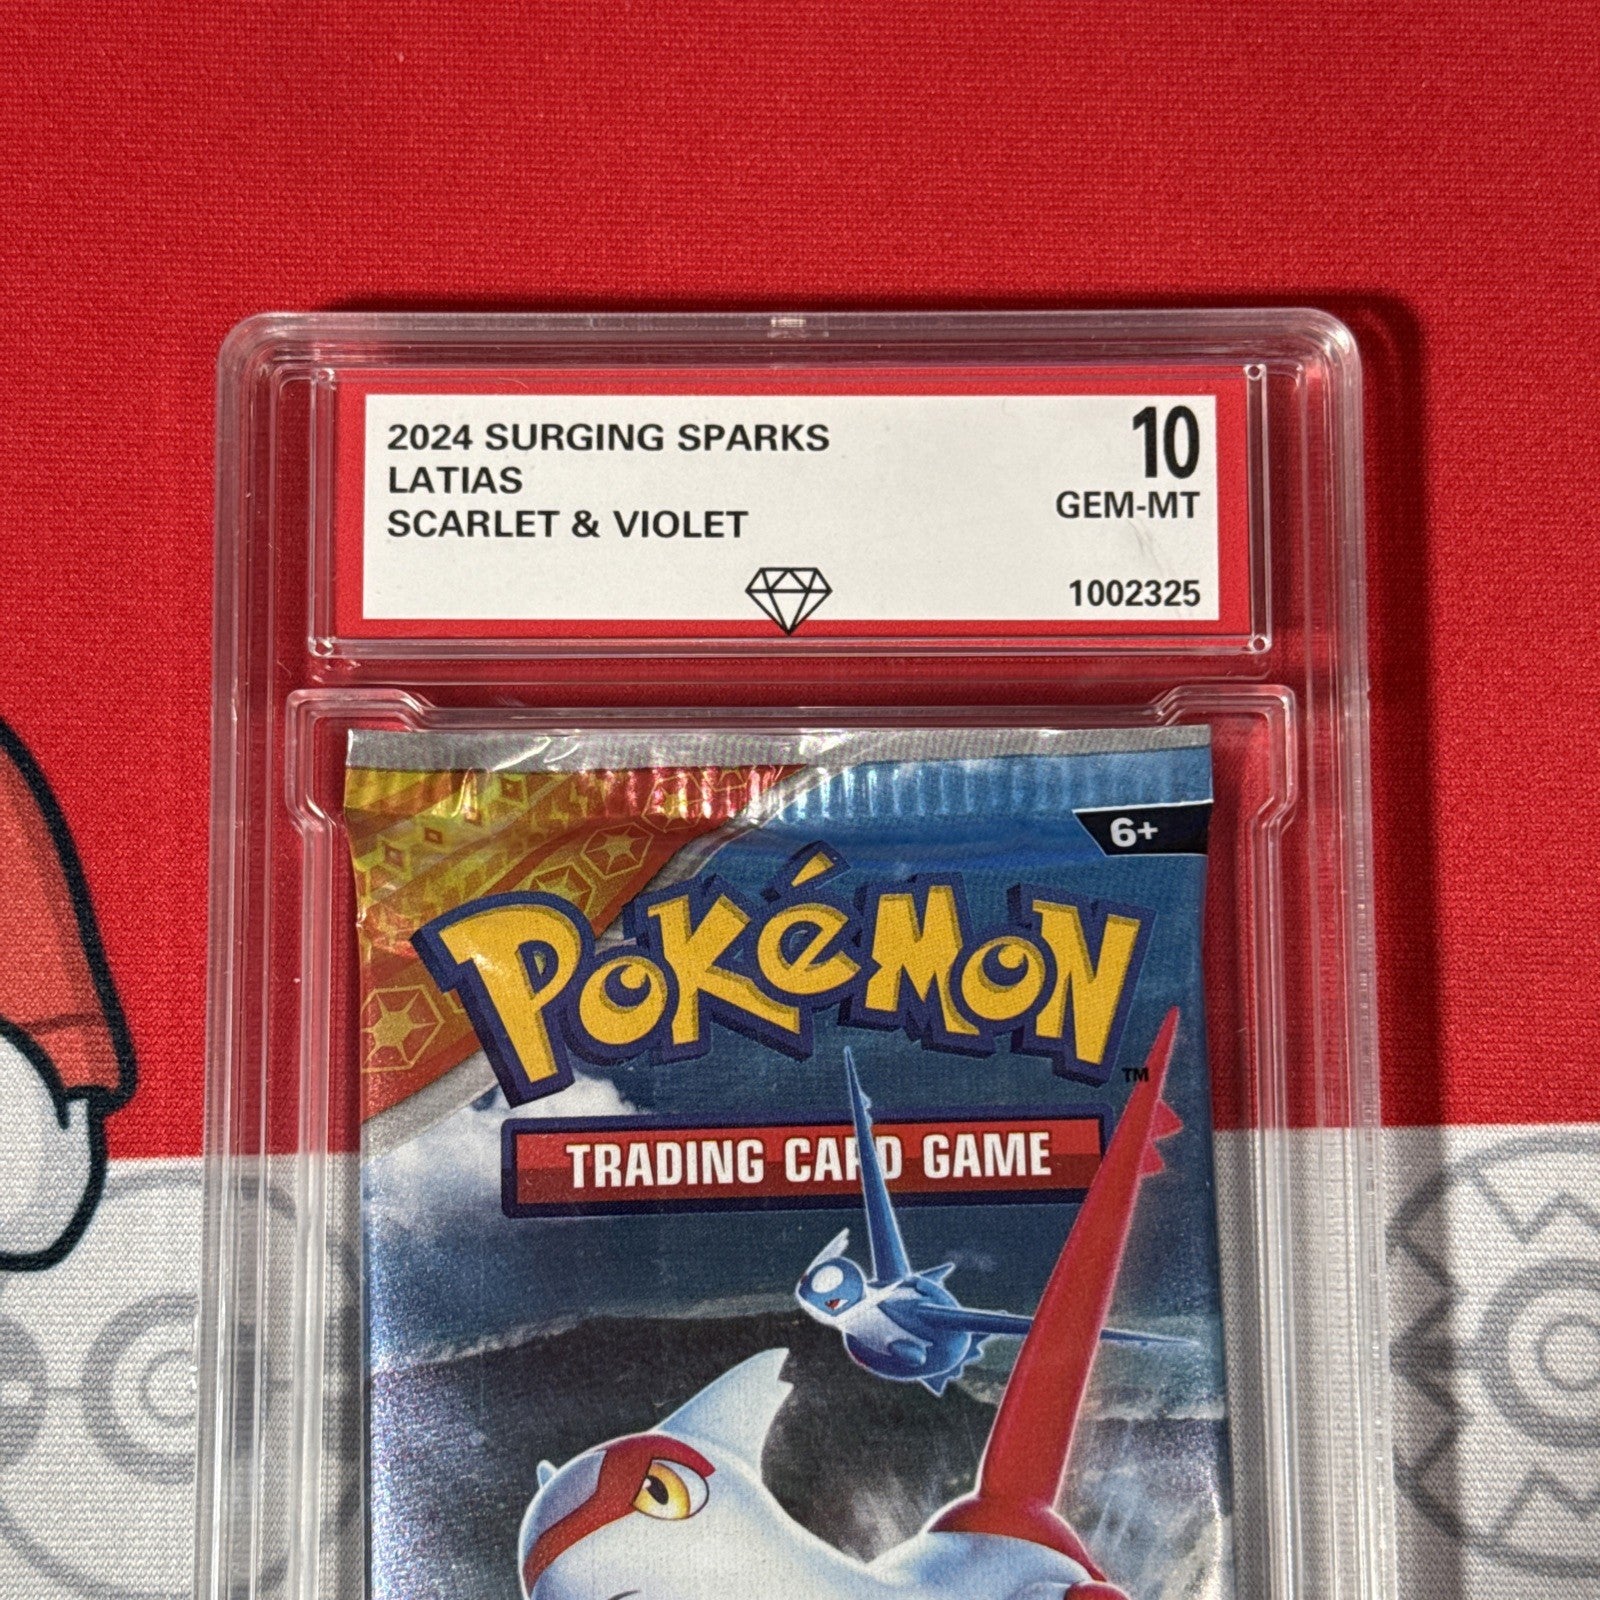 2024 SURGING SPARKS
LATIAS
SCARLET & VIOLET
10
GEM-MT
1002325
6+
POKéMON
TM
TRADING CARD GAME